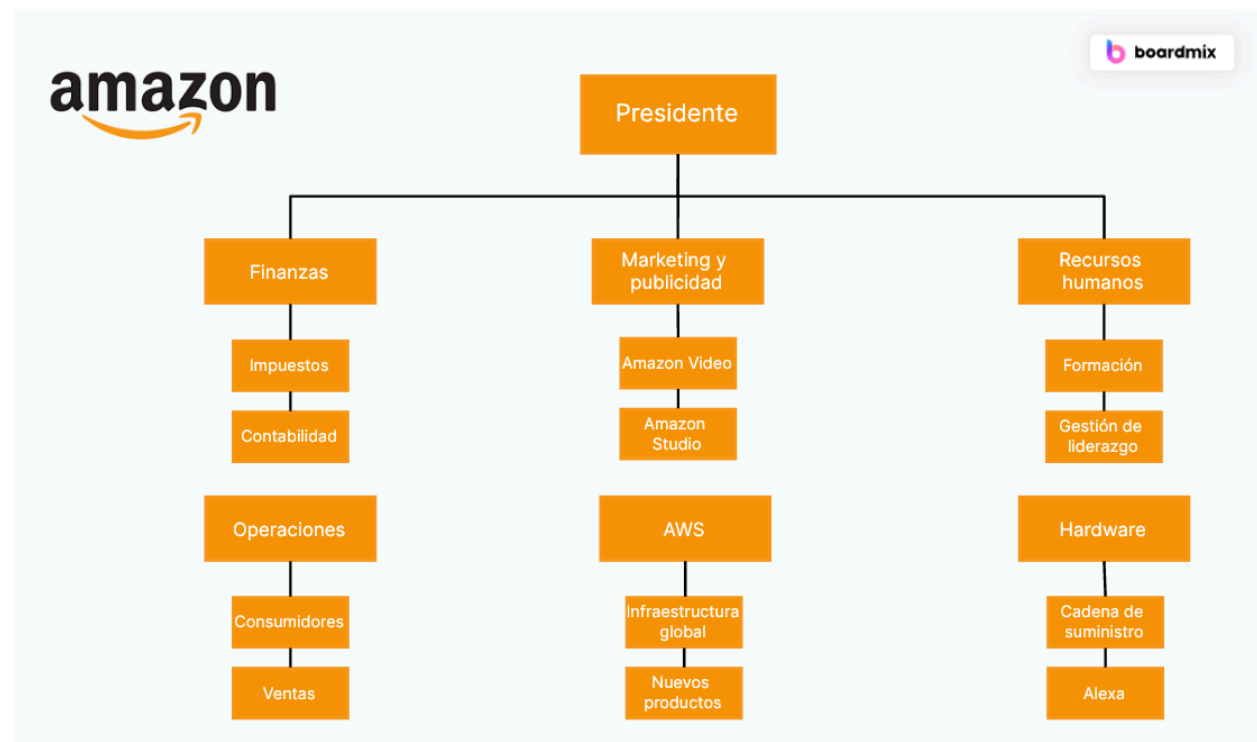 amazon
boardmix
Presidente
Finanzas
Marketing y
publicidad
Recursos
humanos
Impuestos
Amazon Video
Formación
Contabilidad
Amazon
Studio
Gestión de
liderazgo
Operaciones
AWS
Hardware
Consumidores
Infraestructura
global
Cadena de
suministro
Ventas
Nuevos
productos
Alexa